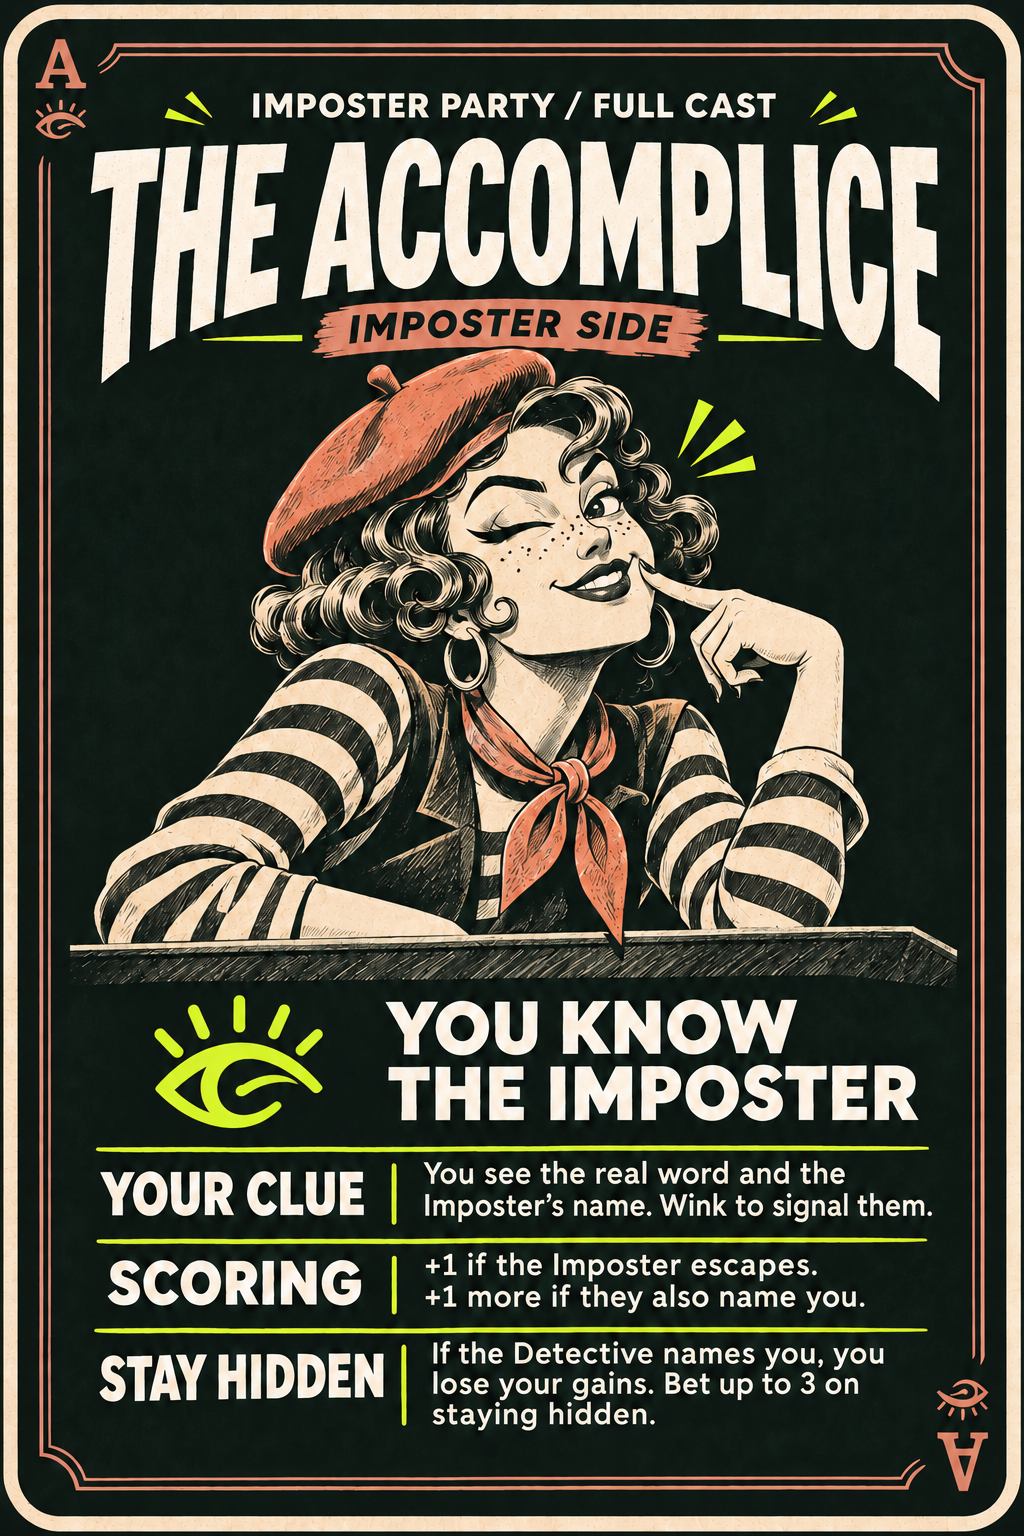 A
IMPOSTER PARTY / FULL CAST
THE ACCOMPLICE
IMPOSTER SIDE
YOU KNOW
THE IMPOSTER
YOUR CLUE
You see the real word and the
Imposter’s name. Wink to signal them.
SCORING
+1 if the Imposter escapes.
+1 more if they also name you.
STAY HIDDEN
If the Detective names you, you
lose your gains. Bet up to 3 on
staying hidden.
A